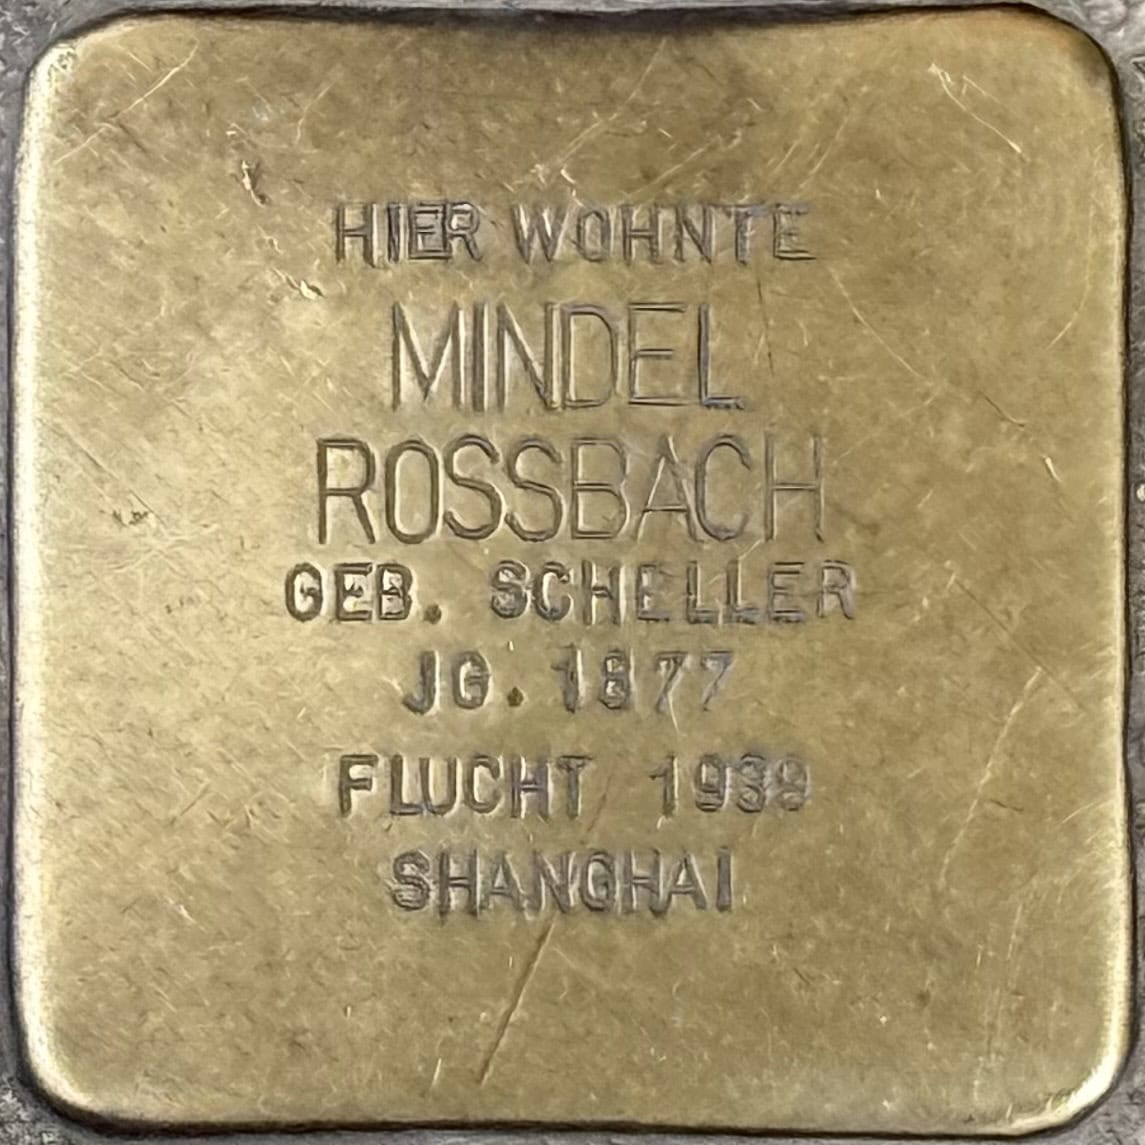 HIER WOHNTE
MINDEL
ROSSBACH
GEB. SCHELLER
JG. 1877
FLUCHT 1939
SHANGHAI